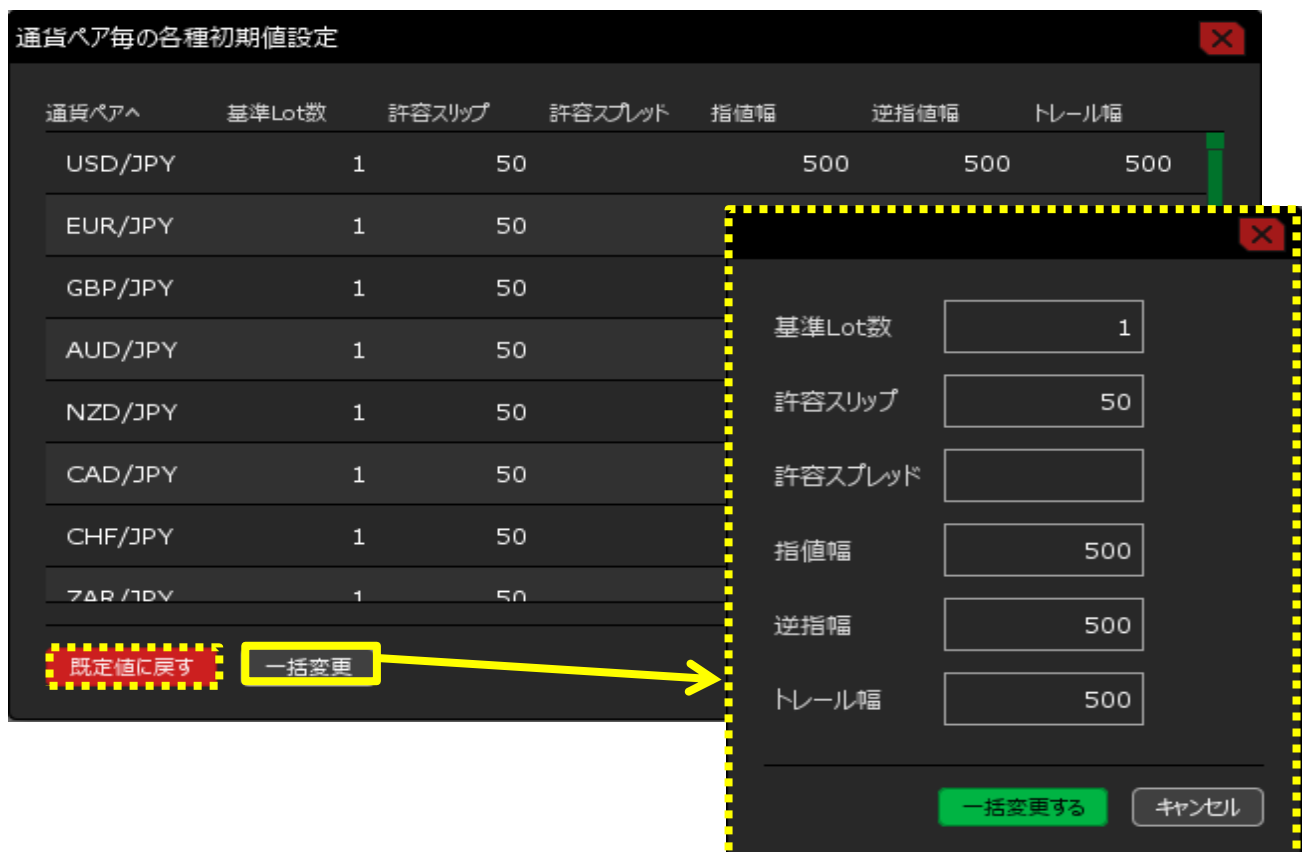 通貨ペア毎の各種初期値設定
通貨ペアへ 基準Lot数 許容スリップ 許容スプレッド 指値幅 逆指値幅 トレール幅
USD/JPY 1 50 500 500 500
EUR/JPY 1 50
GBP/JPY 1 50
AUD/JPY 1 50
NZD/JPY 1 50
CAD/JPY 1 50
CHF/JPY 1 50
ZAR/JPY 1 50
既定値に戻す 一括変更
基準Lot数 1
許容スリップ 50
許容スプレッド
指値幅 500
逆指幅 500
トレール幅 500
一括変更する キャンセル